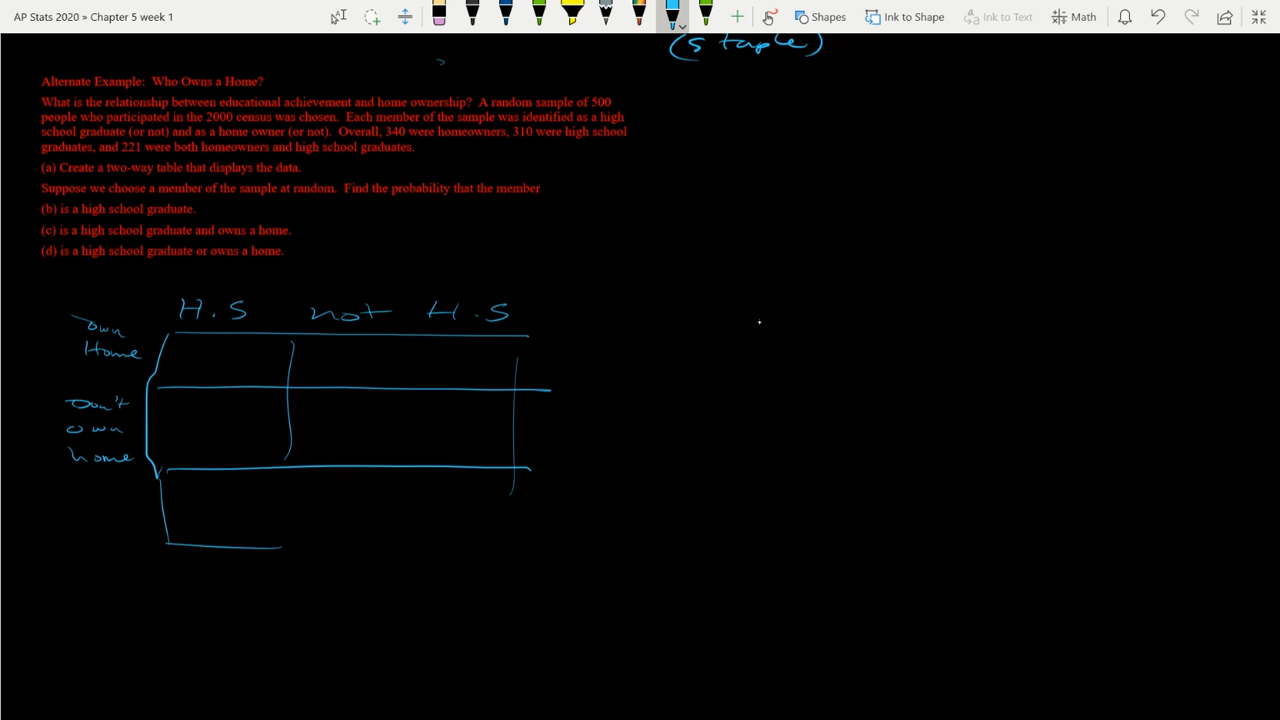 AP Stats 2020 » Chapter 5 week 1
Shapes
Ink to Shape
Ink to Text
Math
(staple)
Alternate Example: Who Owns a Home?
What is the relationship between educational achievement and home ownership? A random sample of 500
people who participated in the 2000 census was chosen. Each member of the sample was identified as a high
school graduate (or not) and as a home owner (or not). Overall, 340 were homeowners, 310 were high school
graduates, and 221 were both homeowners and high school graduates.
(a) Create a two-way table that displays the data.
Suppose we choose a member of the sample at random. Find the probability that the member
(b) is a high school graduate.
(c) is a high school graduate and owns a home.
(d) is a high school graduate or owns a home.
H.S not H.S
own
Home
Don't
own
home